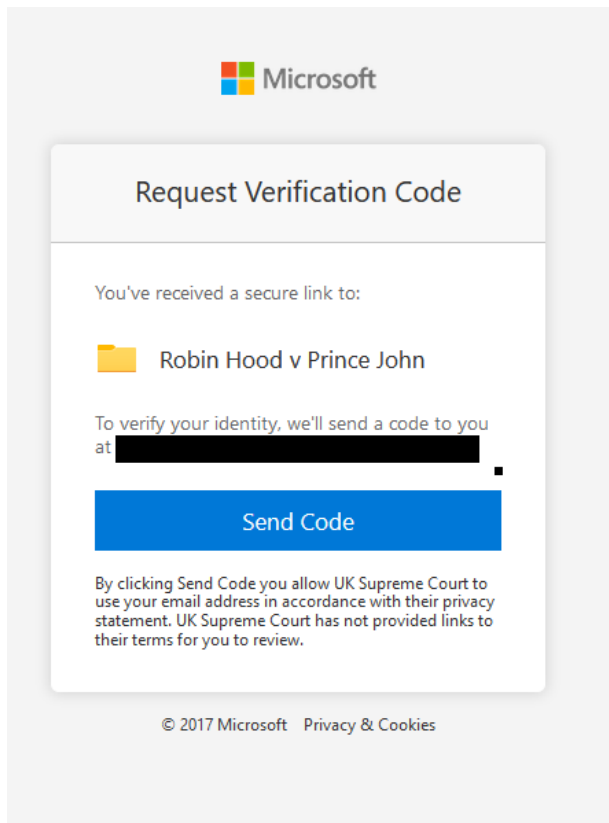 Microsoft
Request Verification Code
You've received a secure link to:
Robin Hood v Prince John
To verify your identity, we'll send a code to you
at
Send Code
By clicking Send Code you allow UK Supreme Court to
use your email address in accordance with their privacy
statement. UK Supreme Court has not provided links to
their terms for you to review.
© 2017 Microsoft Privacy & Cookies